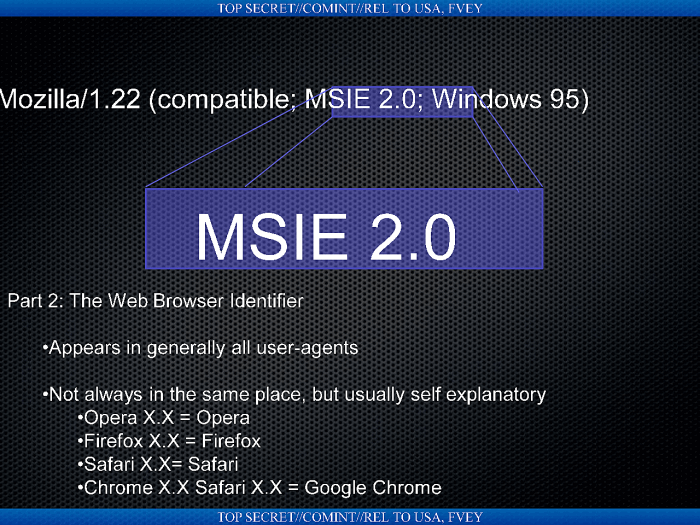 TOP SECRET//COMINT//REL TO USA, FVEY
Mozilla/1.22 (compatible; MSIE 2.0; Windows 95)
MSIE 2.0
Part 2: The Web Browser Identifier
•Appears in generally all user-agents
•Not always in the same place, but usually self explanatory
•Opera X.X = Opera
•Firefox X.X = Firefox
•Safari X.X= Safari
•Chrome X.X Safari X.X = Google Chrome
TOP SECRET//COMINT//REL TO USA, FVEY